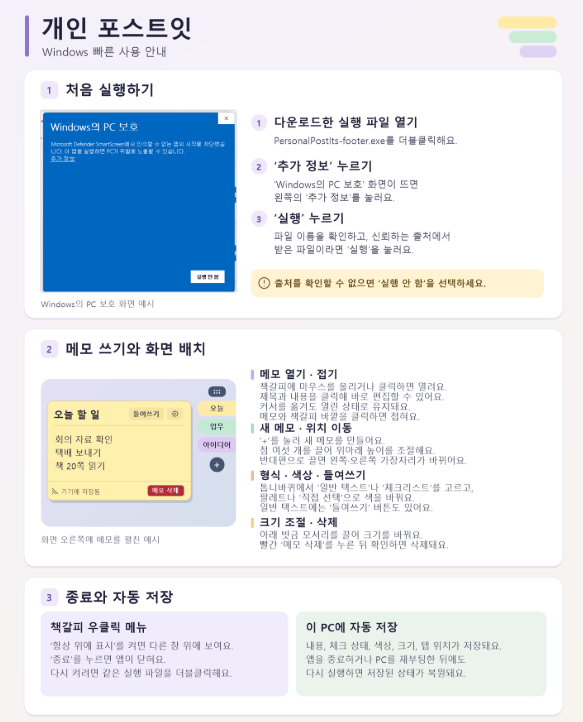 개인 포스트잇
Windows 빠른 사용 안내
1 처음 실행하기
Windows의 PC 보호
Microsoft Defender SmartScreen에서 인식할 수 없는 앱의 시작을 차단했습
니다. 이 앱을 실행하면 PC가 위험에 노출될 수 있습니다.
추가 정보
실행 안 함
Windows의 PC 보호 화면 예시
1 다운로드한 실행 파일 열기
PersonalPostIts-footer.exe를 더블클릭해요.
2 ‘추가 정보’ 누르기
‘Windows의 PC 보호’ 화면이 뜨면
왼쪽의 ‘추가 정보’를 눌러요.
3 ‘실행’ 누르기
파일 이름을 확인하고, 신뢰하는 출처에서
받은 파일이라면 ‘실행’을 눌러요.
출처를 확인할 수 없으면 ‘실행 안 함’을 선택하세요.
2 메모 쓰기와 화면 배치
오늘 할 일
들여쓰기
회의 자료 확인
택배 보내기
책 20쪽 읽기
기기에 저장됨
메모 삭제
오늘
업무
아이디어
+
화면 오른쪽에 메모를 펼친 예시
메모 열기 · 접기
책갈피에 마우스를 올리거나 클릭하면 열려요.
제목과 내용을 클릭해 바로 편집할 수 있어요.
커서를 옮겨도 열린 상태로 유지돼요.
메모와 책갈피 바깥을 클릭하면 접혀요.
새 메모 · 위치 이동
‘+’를 눌러 새 메모를 만들어요.
점 여섯 개를 끌어 위아래 높이를 조절해요.
반대편으로 끌면 왼쪽·오른쪽 가장자리가 바뀌어요.
형식 · 색상 · 들여쓰기
톱니바퀴에서 ‘일반 텍스트’나 ‘체크리스트’를 고르고,
팔레트나 ‘직접 선택’으로 색을 바꿔요.
일반 텍스트에는 ‘들여쓰기’ 버튼도 있어요.
크기 조절 · 삭제
아래 빗금 모서리를 끌어 크기를 바꿔요.
빨간 ‘메모 삭제’를 누른 뒤 확인하면 삭제돼요.
3 종료와 자동 저장
책갈피 우클릭 메뉴
‘항상 위에 표시’를 켜면 다른 창 위에 보여요.
‘종료’를 누르면 앱이 닫혀요.
다시 켜려면 같은 실행 파일을 더블클릭해요.
이 PC에 자동 저장
내용, 체크 상태, 색상, 크기, 탭 위치가 저장돼요.
앱을 종료하거나 PC를 재부팅한 뒤에도
다시 실행하면 저장된 상태가 복원돼요.